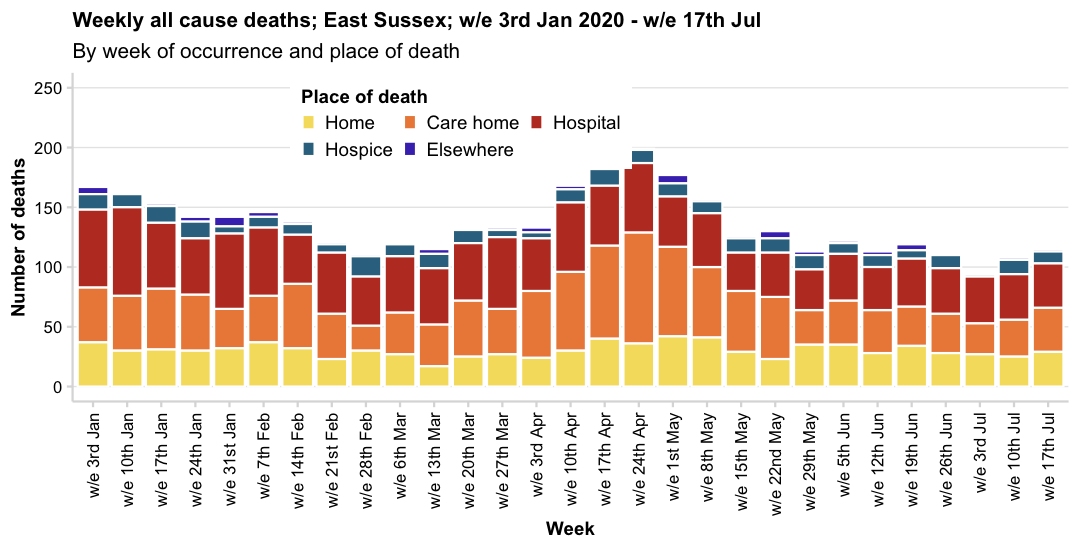 Weekly all cause deaths; East Sussex; w/e 3rd Jan 2020 - w/e 17th Jul
By week of occurrence and place of death
Number of deaths
250
200
150
100
50
0
Place of death
Home Care home Hospital
Hospice Elsewhere
w/e 3rd Jan
w/e 10th Jan
w/e 17th Jan
w/e 24th Jan
w/e 31st Jan
w/e 7th Feb
w/e 14th Feb
w/e 21st Feb
w/e 28th Feb
w/e 6th Mar
w/e 13th Mar
w/e 20th Mar
w/e 27th Mar
w/e 3rd Apr
w/e 10th Apr
w/e 17th Apr
w/e 24th Apr
w/e 1st May
w/e 8th May
w/e 15th May
w/e 22nd May
w/e 29th May
w/e 5th Jun
w/e 12th Jun
w/e 19th Jun
w/e 26th Jun
w/e 3rd Jul
w/e 10th Jul
w/e 17th Jul
Week